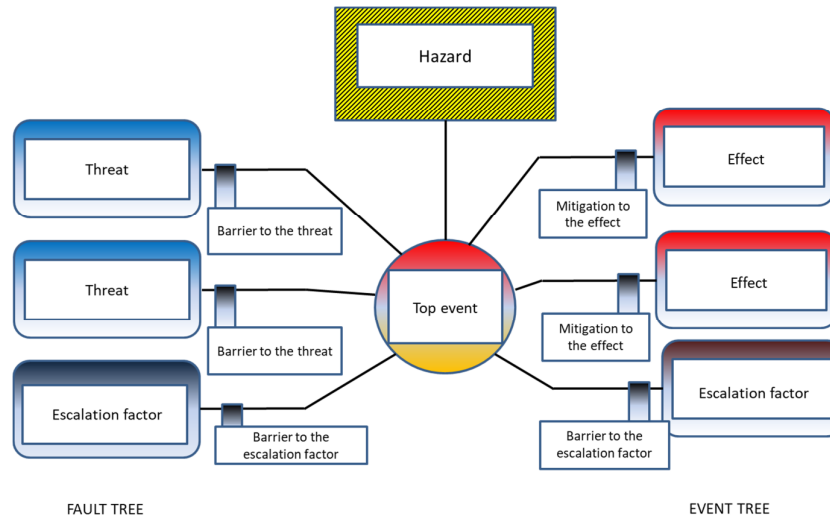 Hazard
Threat
Barrier to the threat
Threat
Barrier to the threat
Escalation factor
Barrier to the
escalation factor
Top event
Effect
Mitigation to
the effect
Effect
Mitigation to
the effect
Escalation factor
Barrier to the
escalation factor
FAULT TREE
EVENT TREE